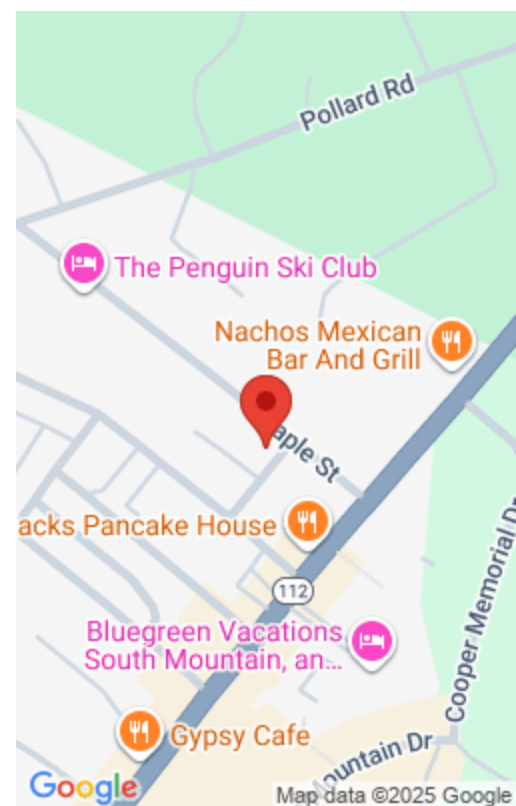 Pollard Rd
The Penguin Ski Club
Nachos Mexican
Bar And Grill
aple St
acks Pancake House
112
Cooper Memorial Dr
Bluegreen Vacations
South Mountain, an...
Gypsy Cafe
ountain Dr
Google
Map data ©2025 Google